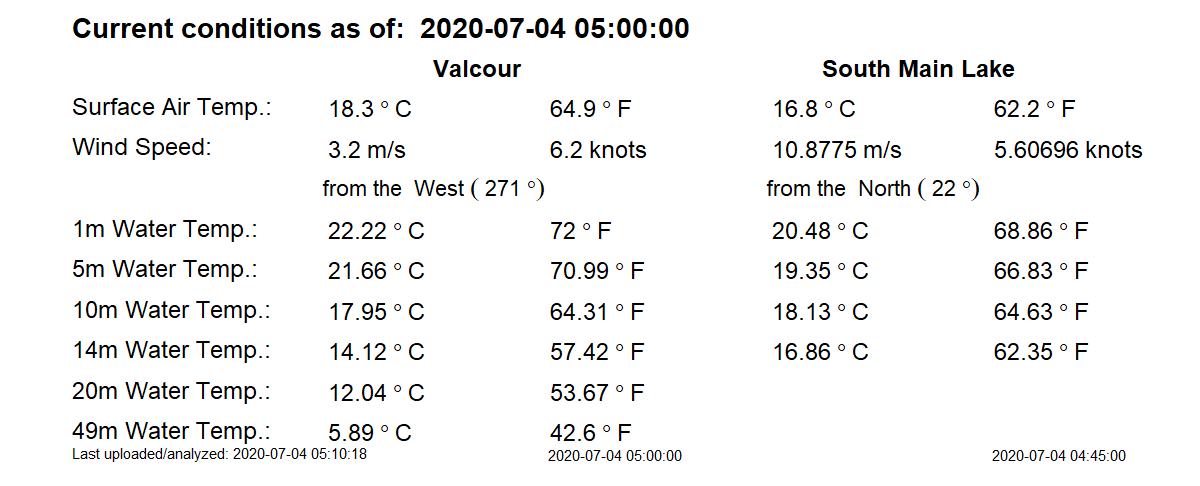 Current conditions as of: 2020-07-04 05:00:00
Valcour South Main Lake
Surface Air Temp.: 18.3 ° C 64.9 ° F 16.8 ° C 62.2 ° F
Wind Speed: 3.2 m/s 6.2 knots 10.8775 m/s 5.60696 knots
from the West ( 271 °) from the North ( 22 °)
1m Water Temp.: 22.22 ° C 72 ° F 20.48 ° C 68.86 ° F
5m Water Temp.: 21.66 ° C 70.99 ° F 19.35 ° C 66.83 ° F
10m Water Temp.: 17.95 ° C 64.31 ° F 18.13 ° C 64.63 ° F
14m Water Temp.: 14.12 ° C 57.42 ° F 16.86 ° C 62.35 ° F
20m Water Temp.: 12.04 ° C 53.67 ° F
49m Water Temp.: 5.89 ° C 42.6 ° F
Last uploaded/analyzed: 2020-07-04 05:10:18 2020-07-04 05:00:00 2020-07-04 04:45:00